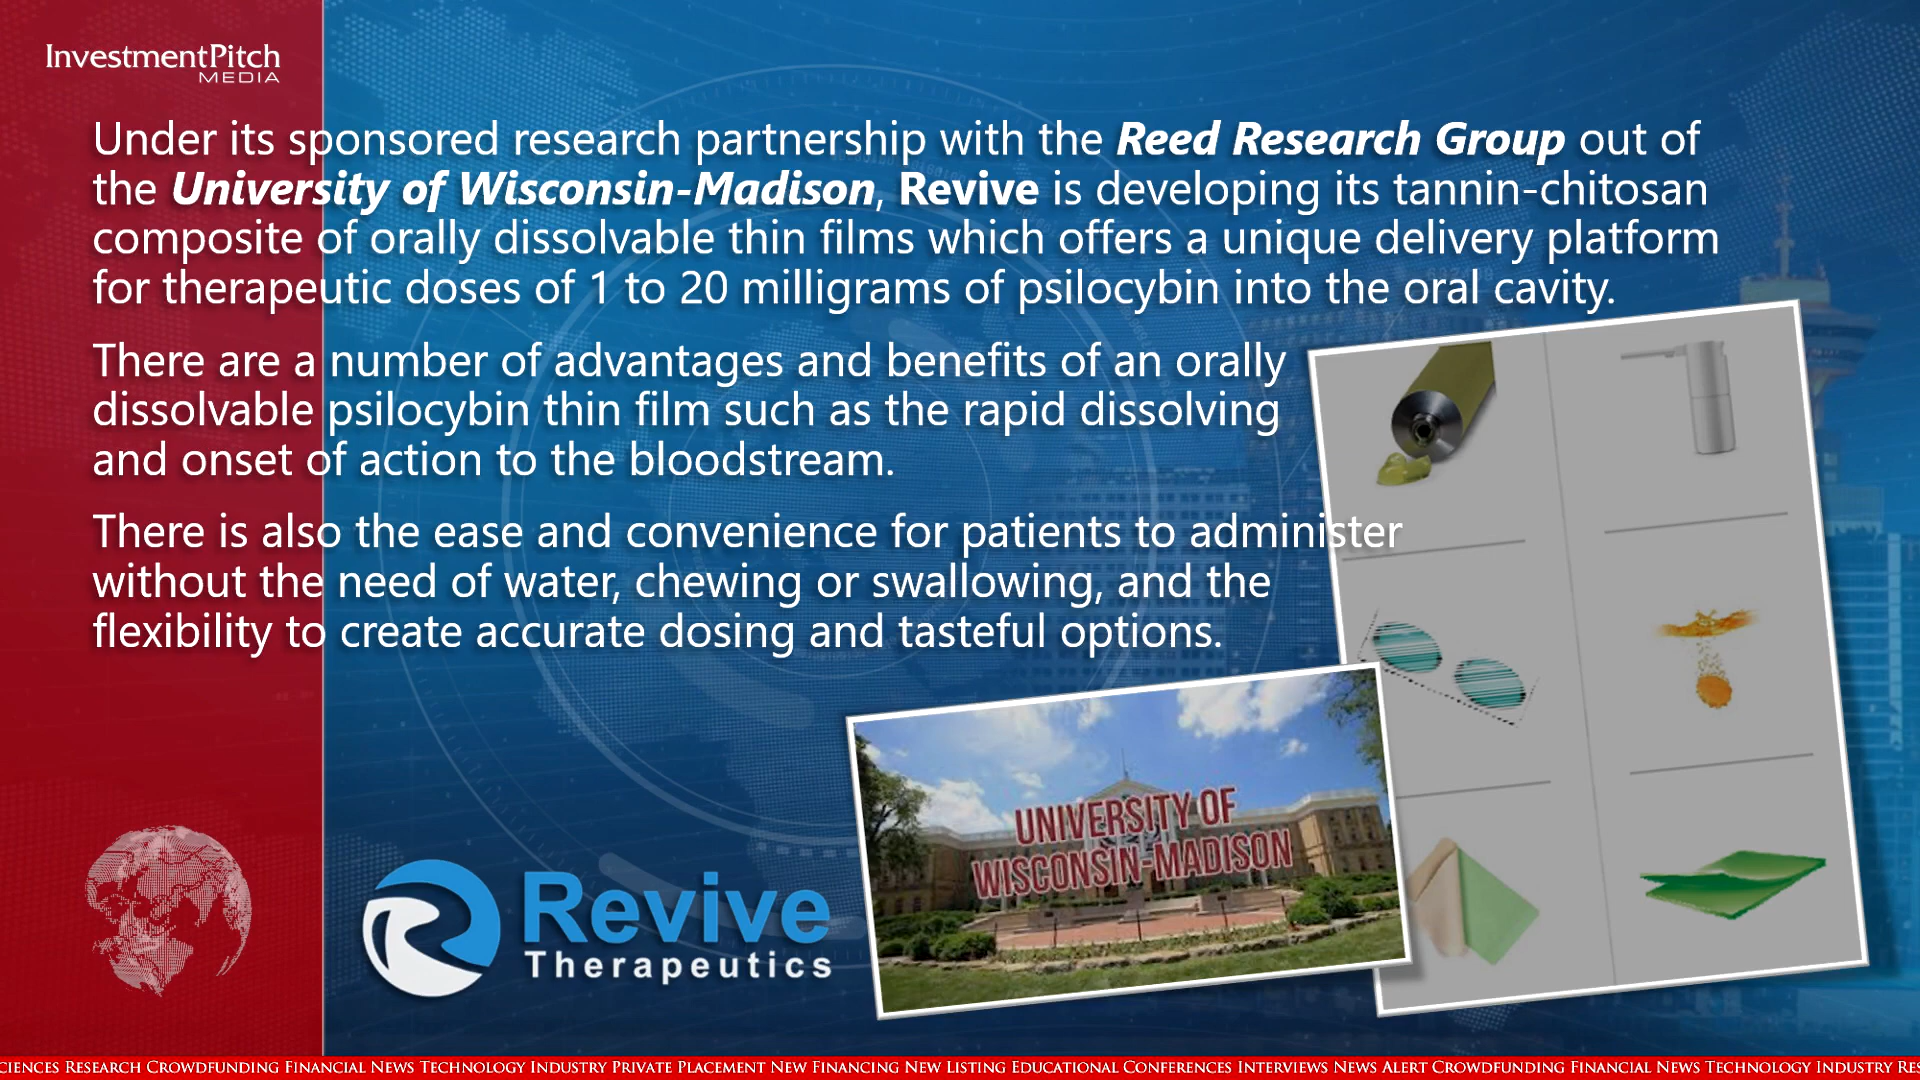 InvestmentPitch
MEDIA
Under its sponsored research partnership with the Reed Research Group out of
the University of Wisconsin-Madison, Revive is developing its tannin-chitosan
composite of orally dissolvable thin films which offers a unique delivery platform
for therapeutic doses of 1 to 20 milligrams of psilocybin into the oral cavity.
There are a number of advantages and benefits of an orally
dissolvable psilocybin thin film such as the rapid dissolving
and onset of action to the bloodstream.
There is also the ease and convenience for patients to administer
without the need of water, chewing or swallowing, and the
flexibility to create accurate dosing and tasteful options.
UNIVERSITY OF
WISCONSIN-MADISON
Revive
Therapeutics
CIENCES RESEARCH CROWDFUNDING FINANCIAL NEWS TECHNOLOGY INDUSTRY PRIVATE PLACEMENT NEW FINANCING NEW LISTING EDUCATIONAL CONFERENCES INTERVIEWS NEWS ALERT CROWDFUNDING FINANCIAL NEWS TECHNOLOGY INDUSTRY RES